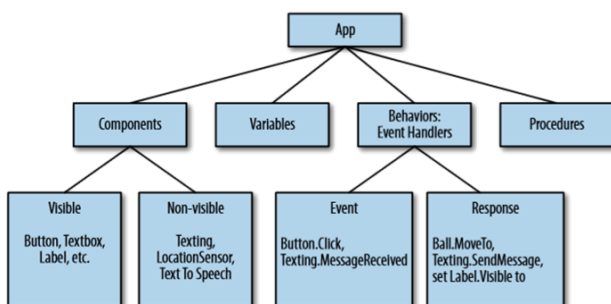 App
Components
Variables
Behaviors:
Event Handlers
Procedures
Visible
Button, Textbox,
Label, etc.
Non-visible
Texting,
LocationSensor,
Text To Speech
Event
Button.Click,
Texting.MessageReceived
Response
Ball.MoveTo,
Texting.SendMessage,
set Label.Visible to